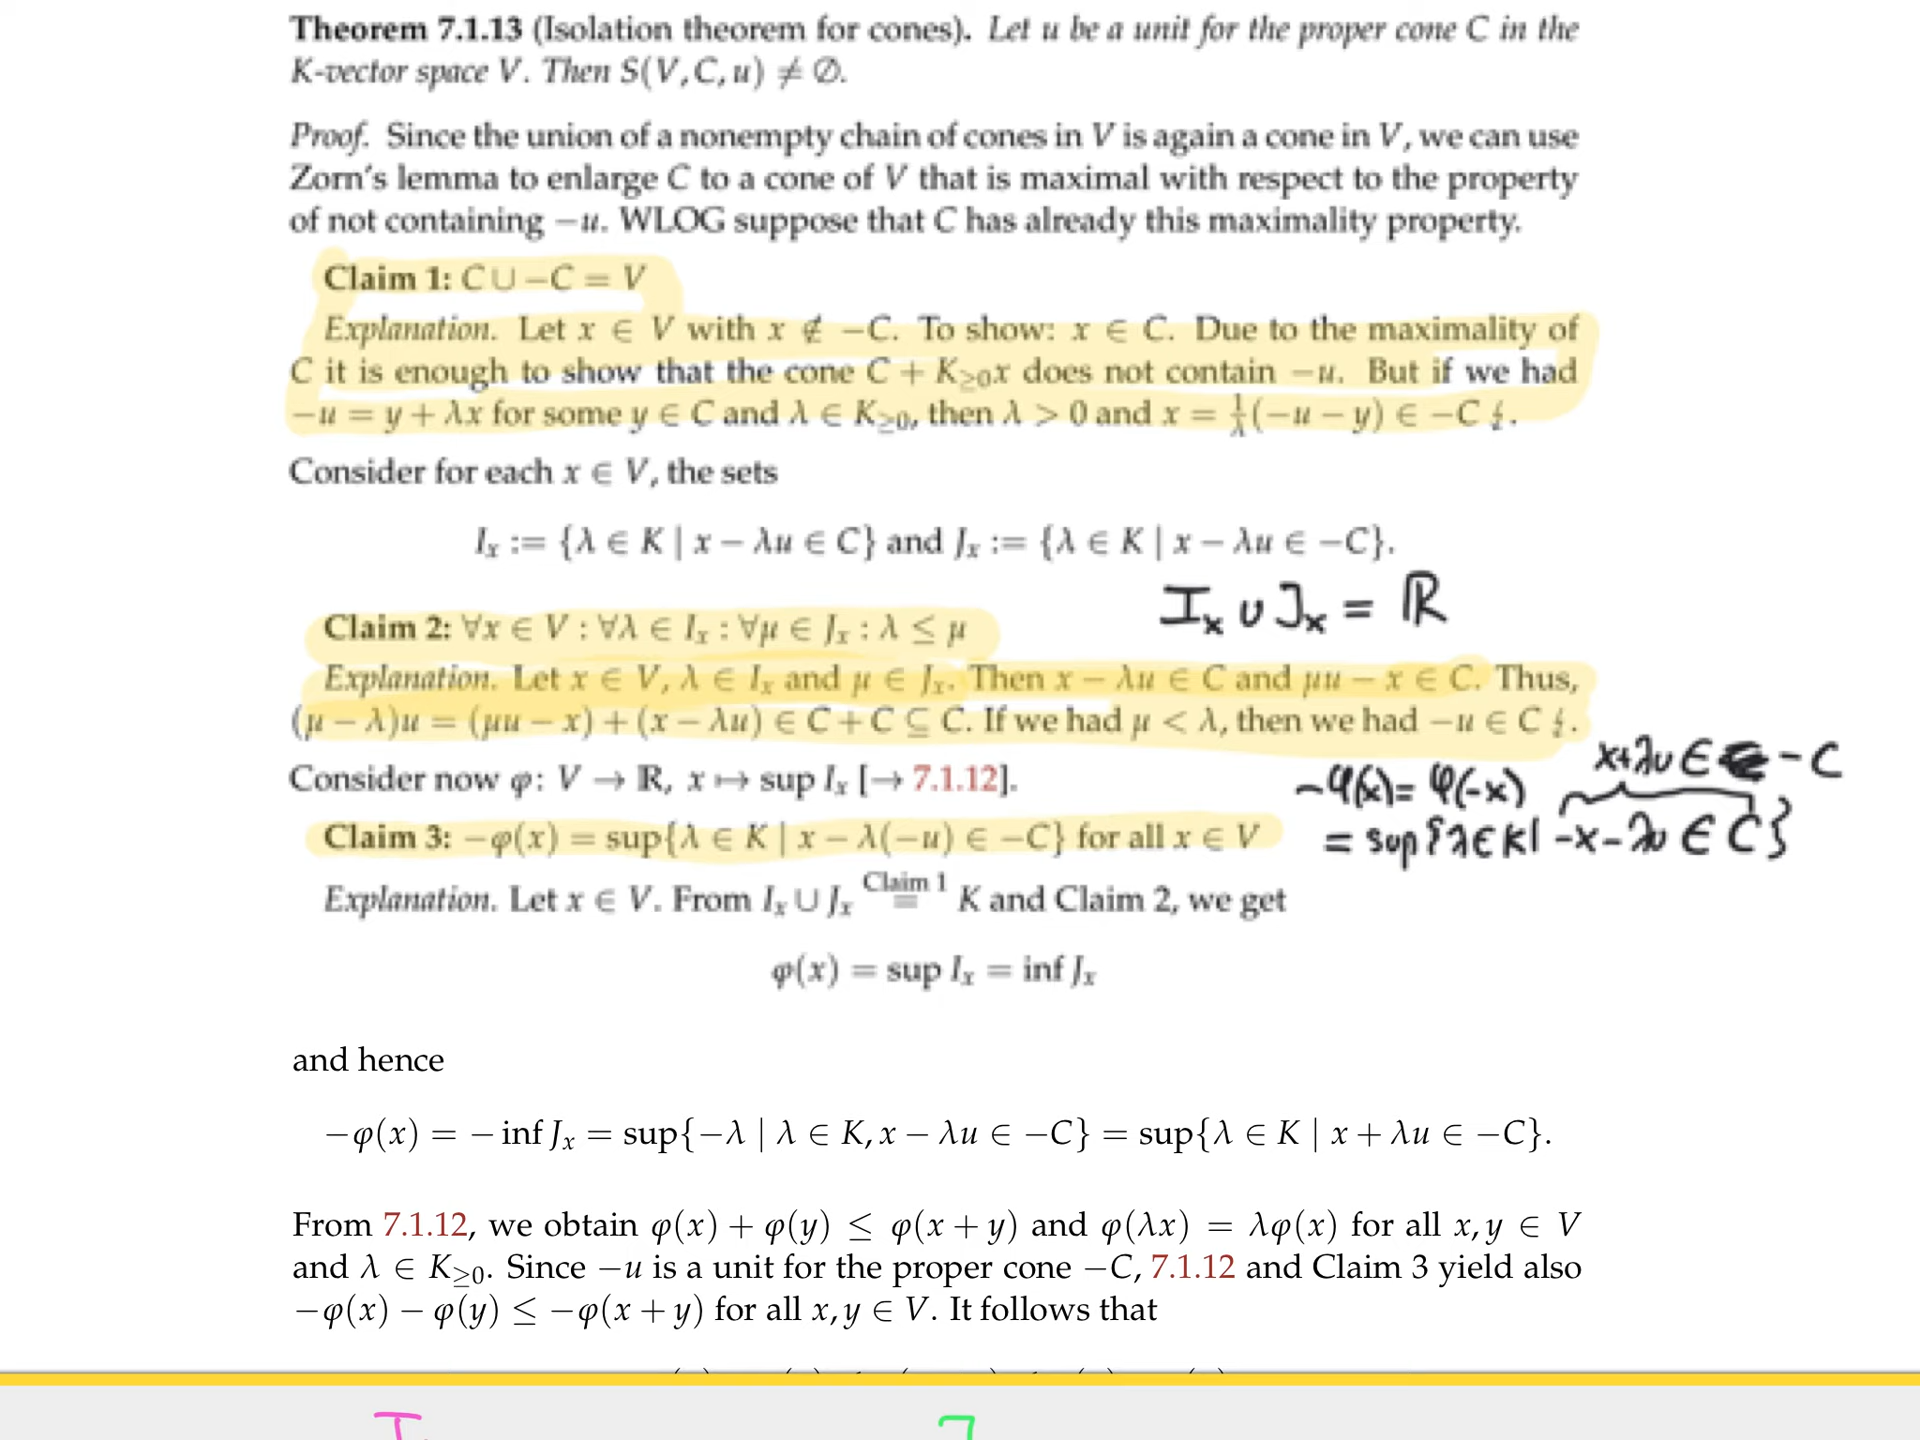 Theorem 7.1.13 (Isolation theorem for cones). Let u be a unit for the proper cone C in the
K-vector space V. Then S(V, C, u) ≠ ∅.
Proof. Since the union of a nonempty chain of cones in V is again a cone in V, we can use
Zorn's lemma to enlarge C to a cone of V that is maximal with respect to the property
of not containing −u. WLOG suppose that C has already this maximality property.
Claim 1: C ∪ −C = V
Explanation. Let x ∈ V with x ∉ −C. To show: x ∈ C. Due to the maximality of
C it is enough to show that the cone C + K≥0x does not contain −u. But if we had
−u = y + λx for some y ∈ C and λ ∈ K≥0, then λ > 0 and x = 1/λ(−u − y) ∈ −C ↯.
Consider for each x ∈ V, the sets
Iₓ := {λ ∈ K | x − λu ∈ C} and Jₓ := {λ ∈ K | x − λu ∈ −C}.
Iₓ ∪ Jₓ = ℝ
Claim 2: ∀x ∈ V : ∀λ ∈ Iₓ : ∀μ ∈ Jₓ : λ ≤ μ
Explanation. Let x ∈ V, λ ∈ Iₓ and μ ∈ Jₓ. Then x − λu ∈ C and μu − x ∈ C. Thus,
(μ − λ)u = (μu − x) + (x − λu) ∈ C + C ⊆ C. If we had μ < λ, then we had −u ∈ C ↯.
x+λu ∈ −C
Consider now φ: V → ℝ, x ↦ sup Iₓ [→ 7.1.12].
−φ(x) = φ(−x)
Claim 3: −φ(x) = sup{λ ∈ K | x − λ(−u) ∈ −C} for all x ∈ V
= sup{λ∈K| −x−λu ∈ C}
Explanation. Let x ∈ V. From Iₓ ∪ Jₓ Claim 1 = K and Claim 2, we get
φ(x) = sup Iₓ = inf Jₓ
and hence
−φ(x) = − inf Jₓ = sup{−λ | λ ∈ K, x − λu ∈ −C} = sup{λ ∈ K | x + λu ∈ −C}.
From 7.1.12, we obtain φ(x) + φ(y) ≤ φ(x + y) and φ(λx) = λφ(x) for all x, y ∈ V
and λ ∈ K≥0. Since −u is a unit for the proper cone −C, 7.1.12 and Claim 3 yield also
−φ(x) − φ(y) ≤ −φ(x + y) for all x, y ∈ V. It follows that